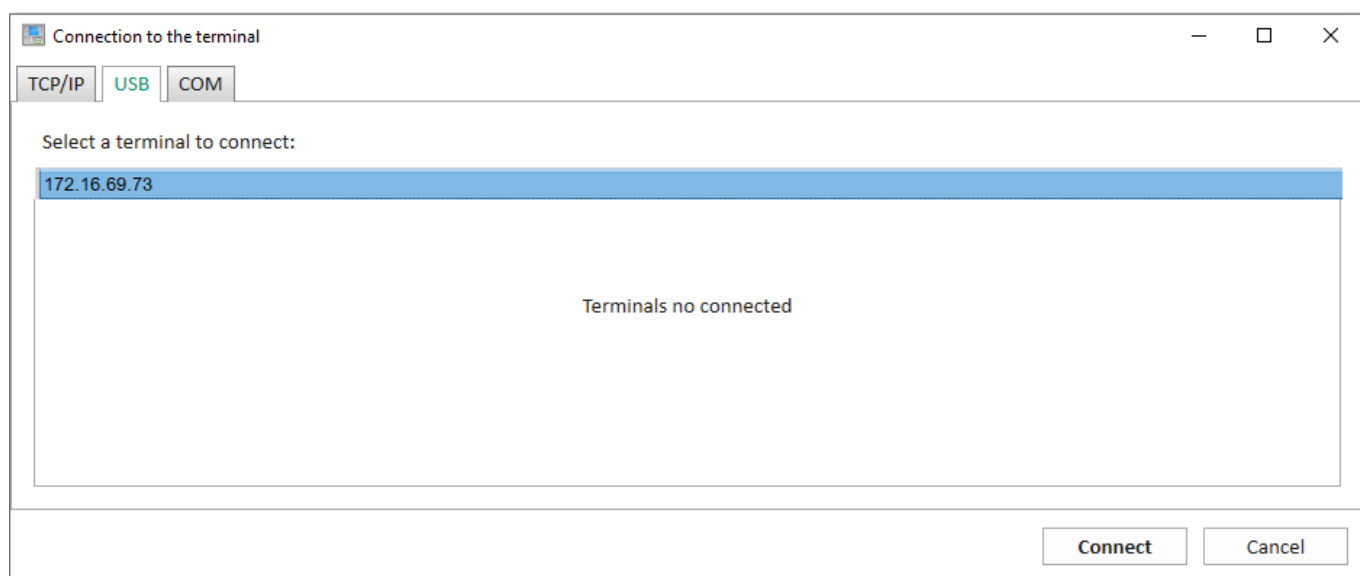 Connection to the terminal
TCP/IP USB COM
Select a terminal to connect:
172.16.69.73
Terminals no connected
Connect Cancel